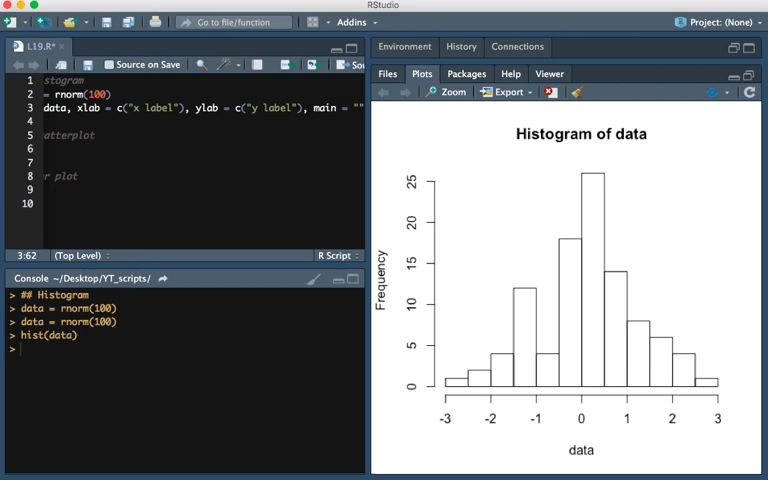 RStudio
Go to file/function
Addins
Project: (None)
L19.R*
Source on Save
Sou
1 stogram
2 = rnorm(100)
3 data, xlab = c("x label"), ylab = c("y label"), main = ""
4
5 atterplot
6
7
8 r plot
9
10
3:62 (Top Level) R Script
Console ~/Desktop/YT_scripts/
> ## Histogram
> data = rnorm(100)
> data = rnorm(100)
> hist(data)
>
Environment History Connections
Files Plots Packages Help Viewer
Zoom Export
Histogram of data
Frequency
25
20
15
10
5
0
-3 -2 -1 0 1 2 3
data